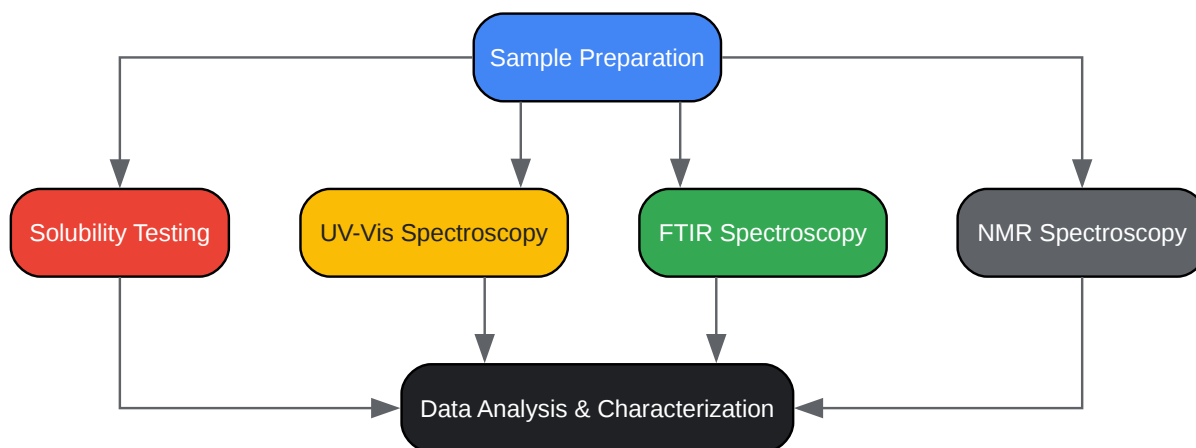 Sample Preparation
Solubility Testing
UV-Vis Spectroscopy
FTIR Spectroscopy
NMR Spectroscopy
Data Analysis & Characterization